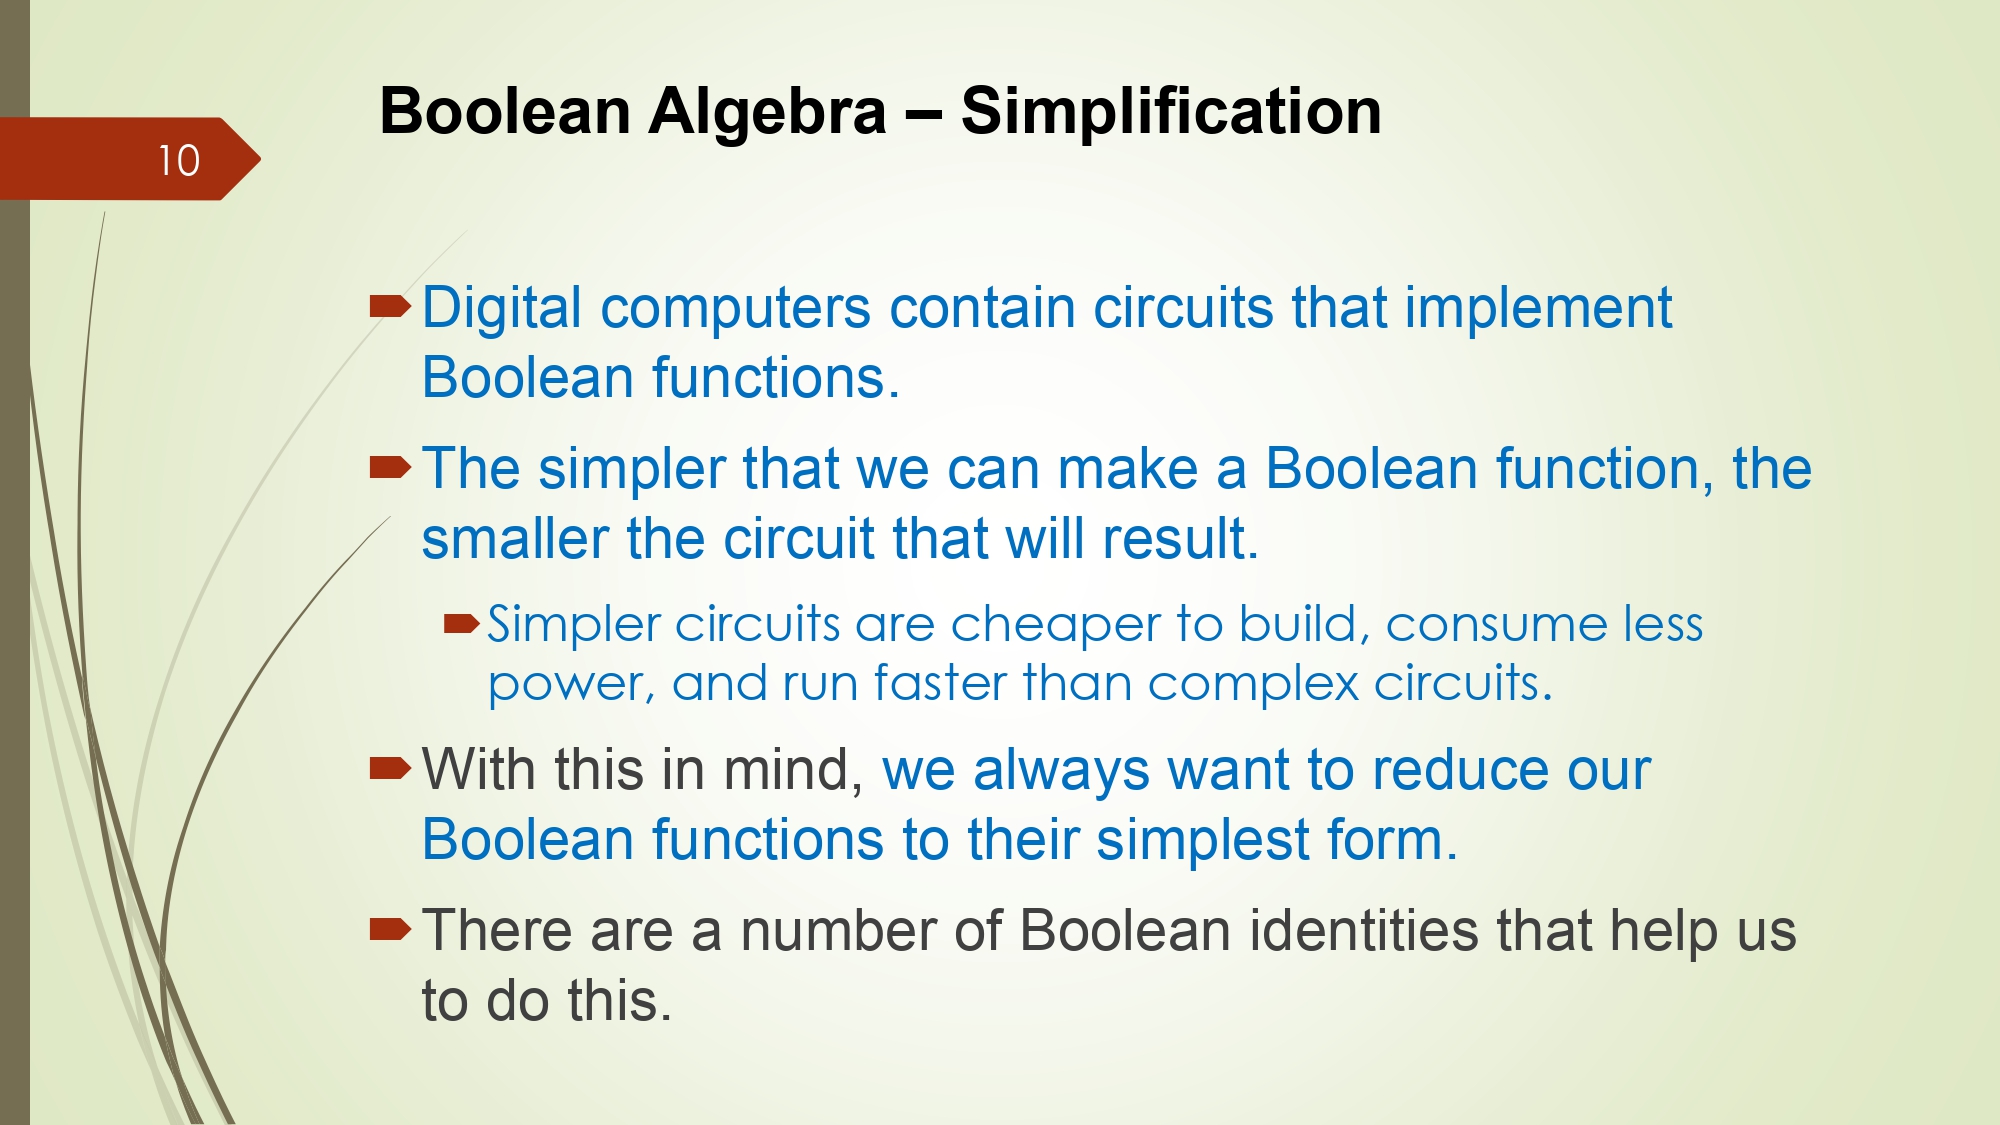 Boolean Algebra – Simplification
10
Digital computers contain circuits that implement
Boolean functions.
The simpler that we can make a Boolean function, the
smaller the circuit that will result.
Simpler circuits are cheaper to build, consume less
power, and run faster than complex circuits.
With this in mind, we always want to reduce our
Boolean functions to their simplest form.
There are a number of Boolean identities that help us
to do this.